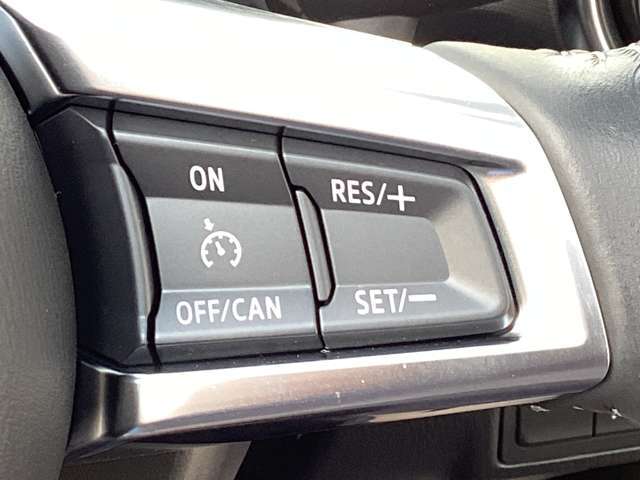 ON
RES/+
OFF/CAN
SET/-